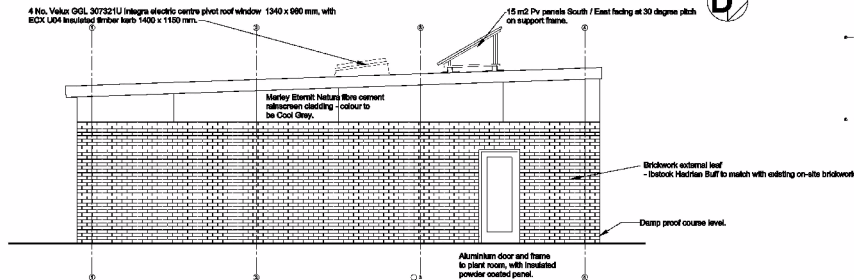 4 No. Velux GGL 307321U Integra electric centre pivot roof window 1340 x 980 mm, with
ECX U04 insulated timber kerb 1400 x 1150 mm.
15 m2 Pv panels South / East facing at 30 degree pitch
on support frame.
D
Marley Eternit Natura fibre cement
rainscreen cladding - colour to
be Cool Grey.
Brickwork external leaf
- Ibstock Hadrian Buff to match with existing on-site brickwork
Damp proof course level.
Aluminium door and frame
to plant room, with insulated
powder coated panel.